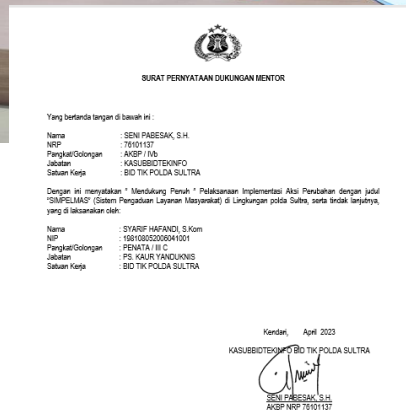 SURAT PERNYATAAN DUKUNGAN MENTOR
Yang bertanda tangan di bawah ini :
Nama : SENI PABESAK, S.H.
NRP : 76101137
Pangkat/Golongan : AKBP / IVb
Jabatan : KASUBBIDTEKINFO
Satuan Kerja : BID TIK POLDA SULTRA
Dengan ini menyatakan " Mendukung Penuh " Pelaksanaan Implementasi Aksi Perubahan dengan judul
"SIMPELMAS" (Sistem Pengaduan Layanan Masyarakat) di Lingkungan polda Sultra, serta tindak lanjutnya,
yang di laksanakan oleh:
Nama : SYARIF HAFANDI, S.Kom
NIP : 198108052006041001
Pangkat/Golongan : PENATA / III C
Jabatan : PS. KAUR YANDUKNIS
Satuan Kerja : BID TIK POLDA SULTRA
Kendari, April 2023
KASUBBIDTEKINFO BID TIK POLDA SULTRA
SENI PABESAK, S.H.
AKBP NRP 76101137